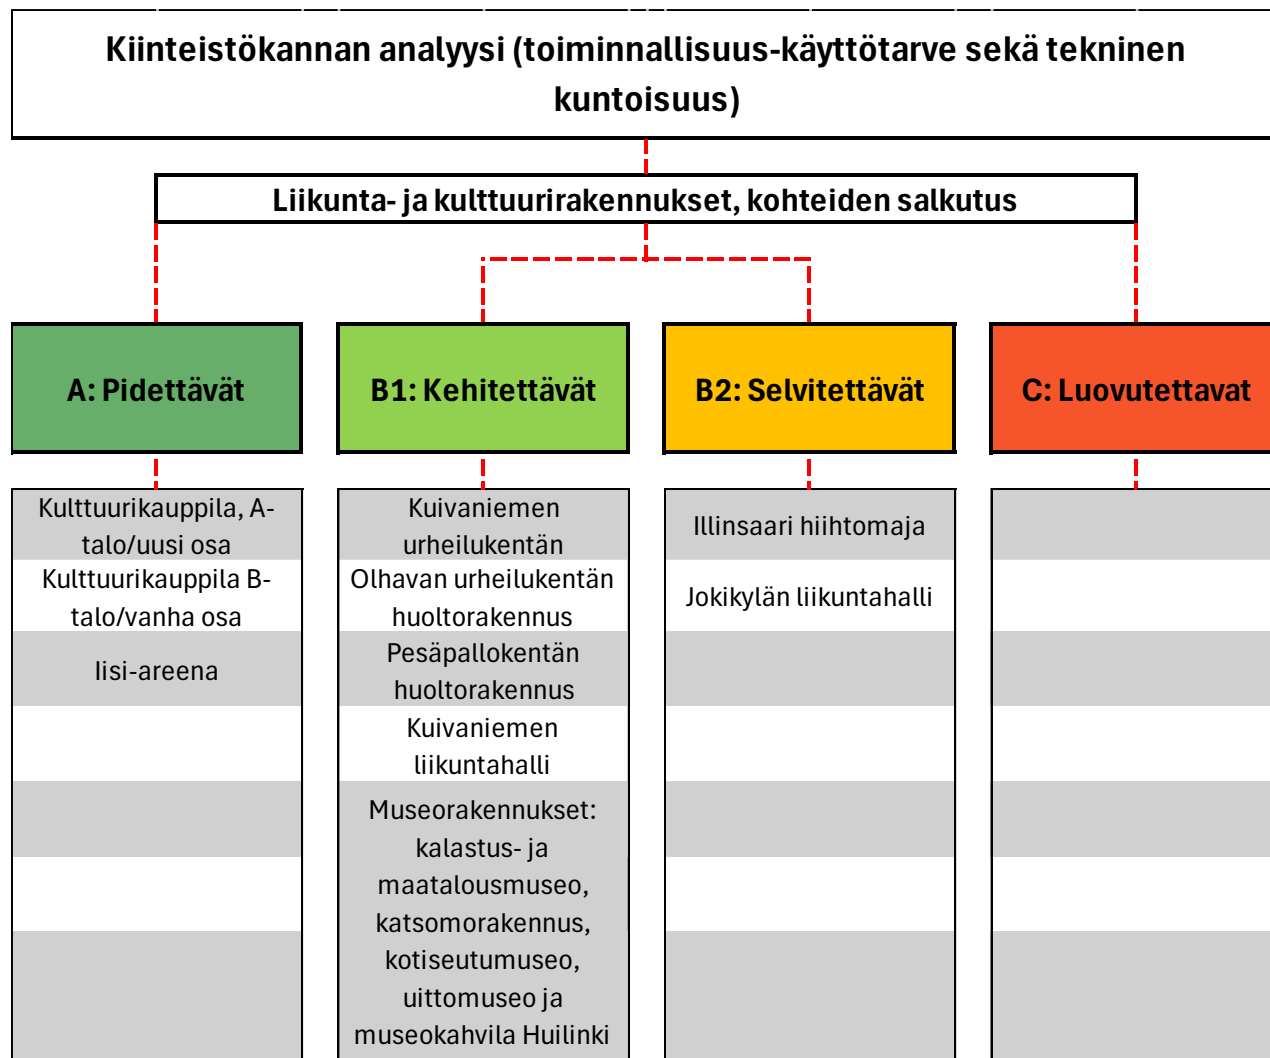 Kiinteistökannan analyysi (toiminnallisuus-käyttötarve sekä tekninen
kuntoisuus)
Liikunta- ja kulttuurirakennukset, kohteiden salkutus
A: Pidettävät
B1: Kehitettävät
B2: Selvitettävät
C: Luovutettavat
Kulttuurikauppila, A-
talo/uusi osa
Kulttuurikauppila B-
talo/vanha osa
Iisi-areena
Kuivaniemen
urheilukentän
Olhavan urheilukentän
huoltorakennus
Pesäpallokentän
huoltorakennus
Kuivaniemen
liikuntahalli
Museorakennukset:
kalastus- ja
maatalousmuseo,
katsomorakennus,
kotiseutumuseo,
uittomuseo ja
museokahvila Huilinki
Illinsaari hiihtomaja
Jokikylän liikuntahalli